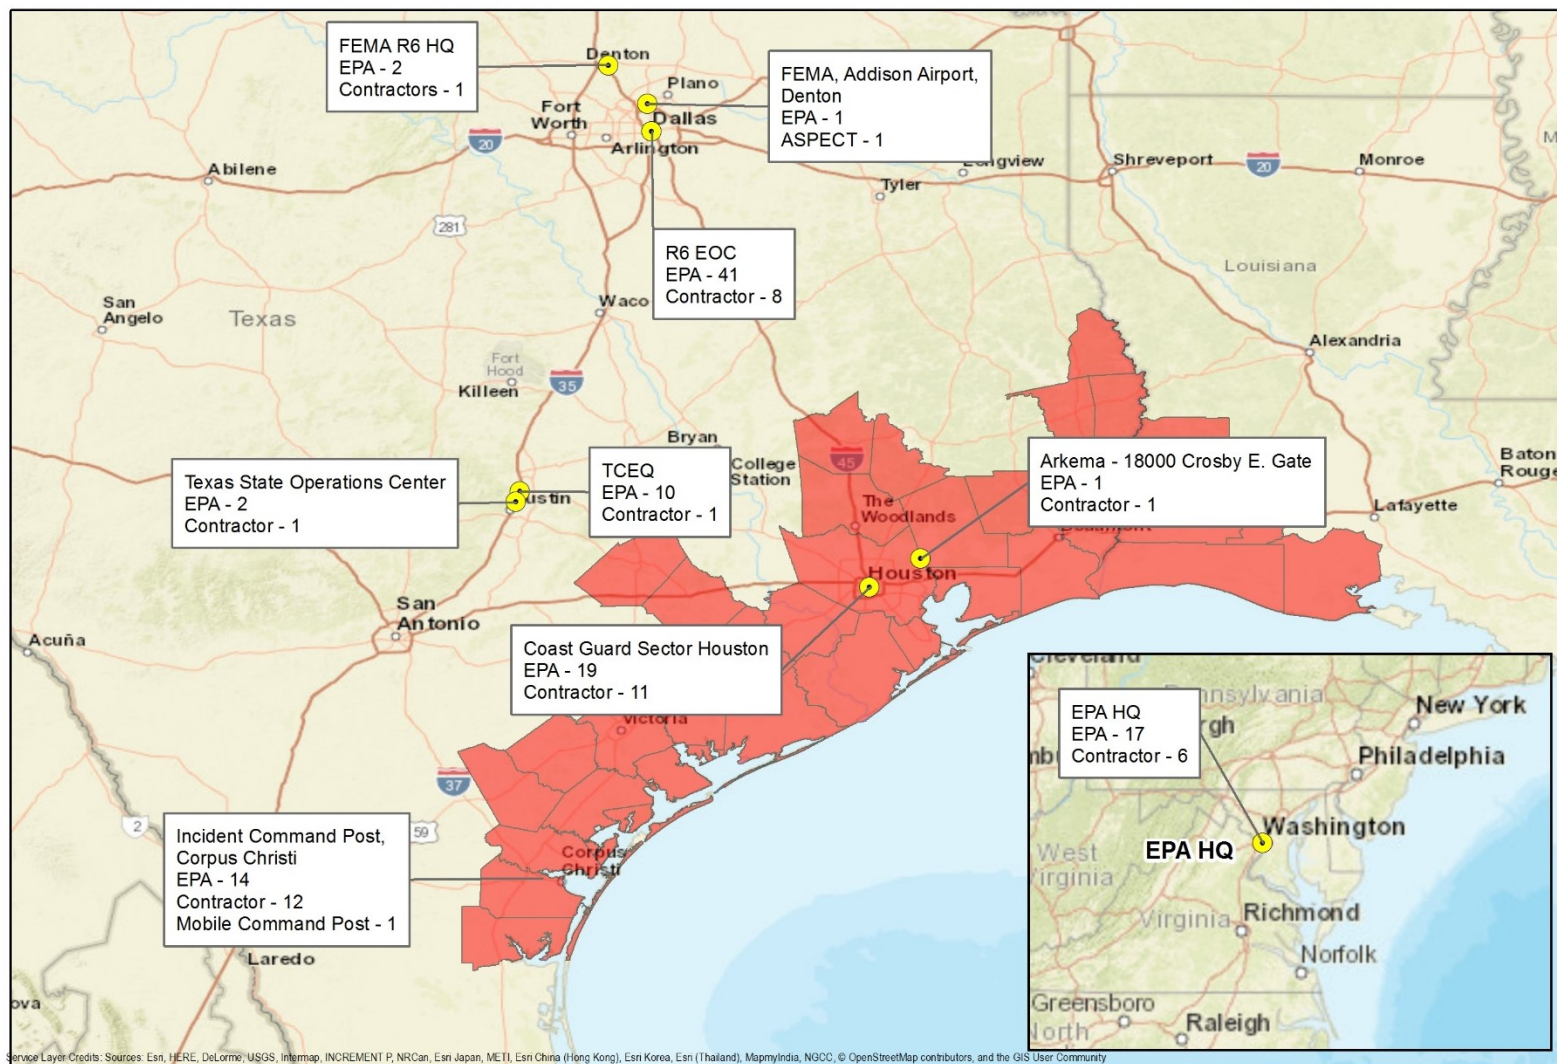 FEMA R6 HQ
EPA - 2
Contractors - 1
Denton
Plano
FEMA, Addison Airport,
Denton
EPA - 1
ASPECT - 1
Fort
Worth
Dallas
Arlington
20
Abilene
Shreveport
20
Monroe
Tyler
281
R6 EOC
EPA - 41
Contractor - 8
Louisiana
San
Angelo
Texas
Waco
Alexandria
Fort
Hood
Killeen
35
Bryan
College
Station
45
Baton
Rouge
Texas State Operations Center
EPA - 2
Contractor - 1
TCEQ
EPA - 10
Contractor - 1
Arkema - 18000 Crosby E. Gate
EPA - 1
Contractor - 1
ustin
The
Woodlands
Lafayette
Houston
San
Antonio
Acuña
Coast Guard Sector Houston
EPA - 19
Contractor - 11
Victoria
37
2
59
Incident Command Post,
Corpus Christi
EPA - 14
Contractor - 12
Mobile Command Post - 1
Corpus
Christi
Laredo
ova
Cleveland
nnsylvania
New York
EPA HQ
EPA - 17
Contractor - 6
rgh
Philadelphia
Washington
EPA HQ
West
Virginia
Virginia
Richmond
Norfolk
Greensboro
North
Raleigh
Service Layer Credits: Sources: Esri, HERE, DeLorme, USGS, Intermap, INCREMENT P, NRCan, Esri Japan, METI, Esri China (Hong Kong), Esri Korea, Esri (Thailand), MapmyIndia, NGCC, © OpenStreetMap contributors, and the GIS User Community